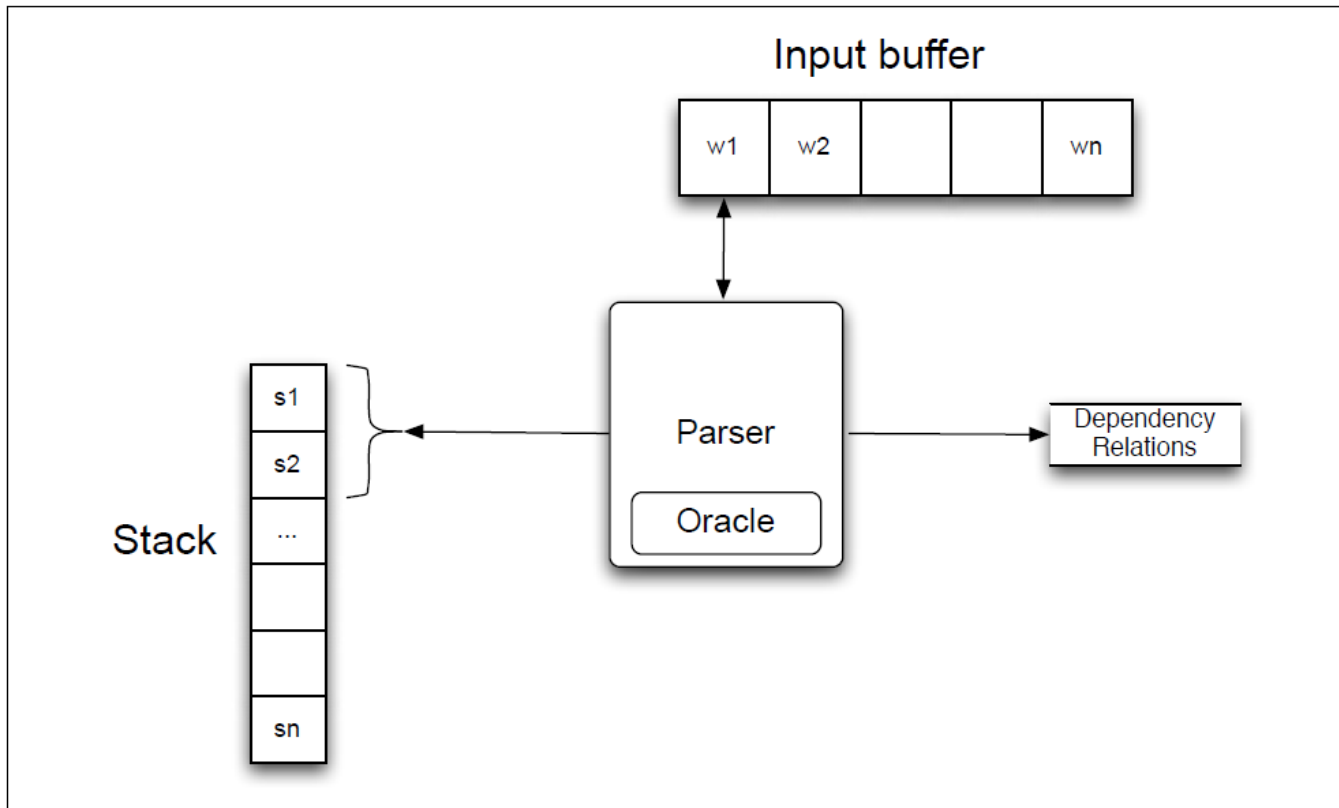 Input buffer
w1 w2 wn
s1
s2
...
sn
Stack
Parser
Oracle
Dependency
Relations